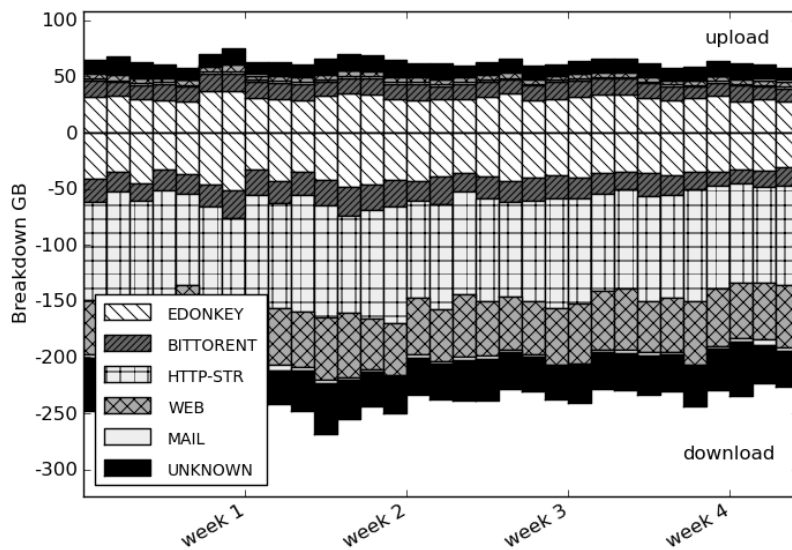 100
upload
50
0
-50
-100
-150
-200
-250
-300
Breakdown GB
EDONKEY
BITTORENT
HTTP-STR
WEB
MAIL
UNKNOWN
download
week 1
week 2
week 3
week 4